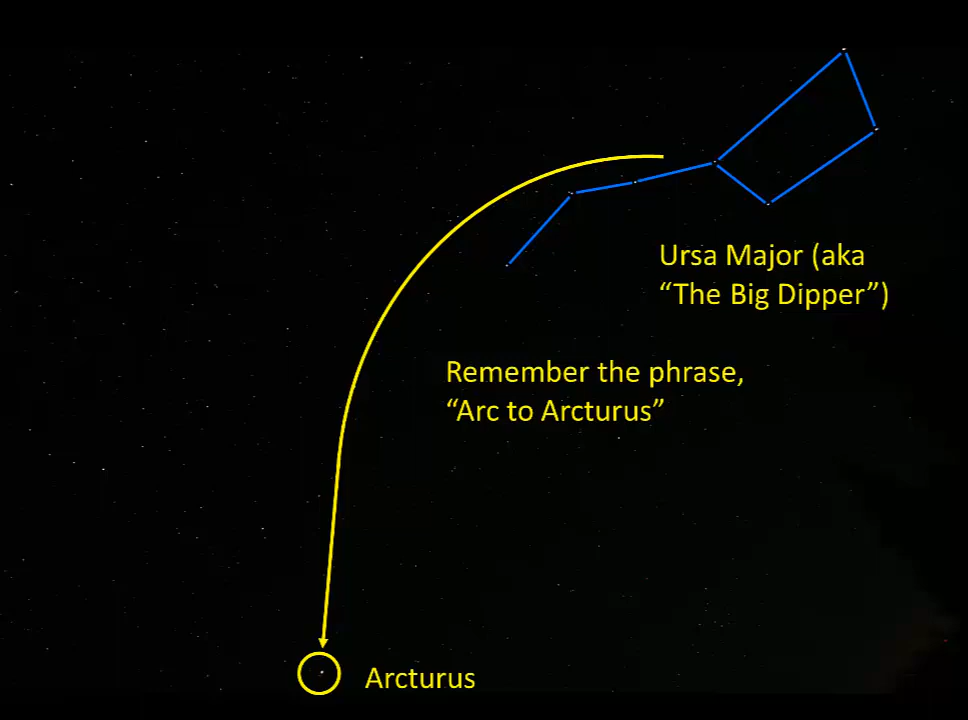 Ursa Major (aka
“The Big Dipper”)
Remember the phrase,
“Arc to Arcturus”
Arcturus